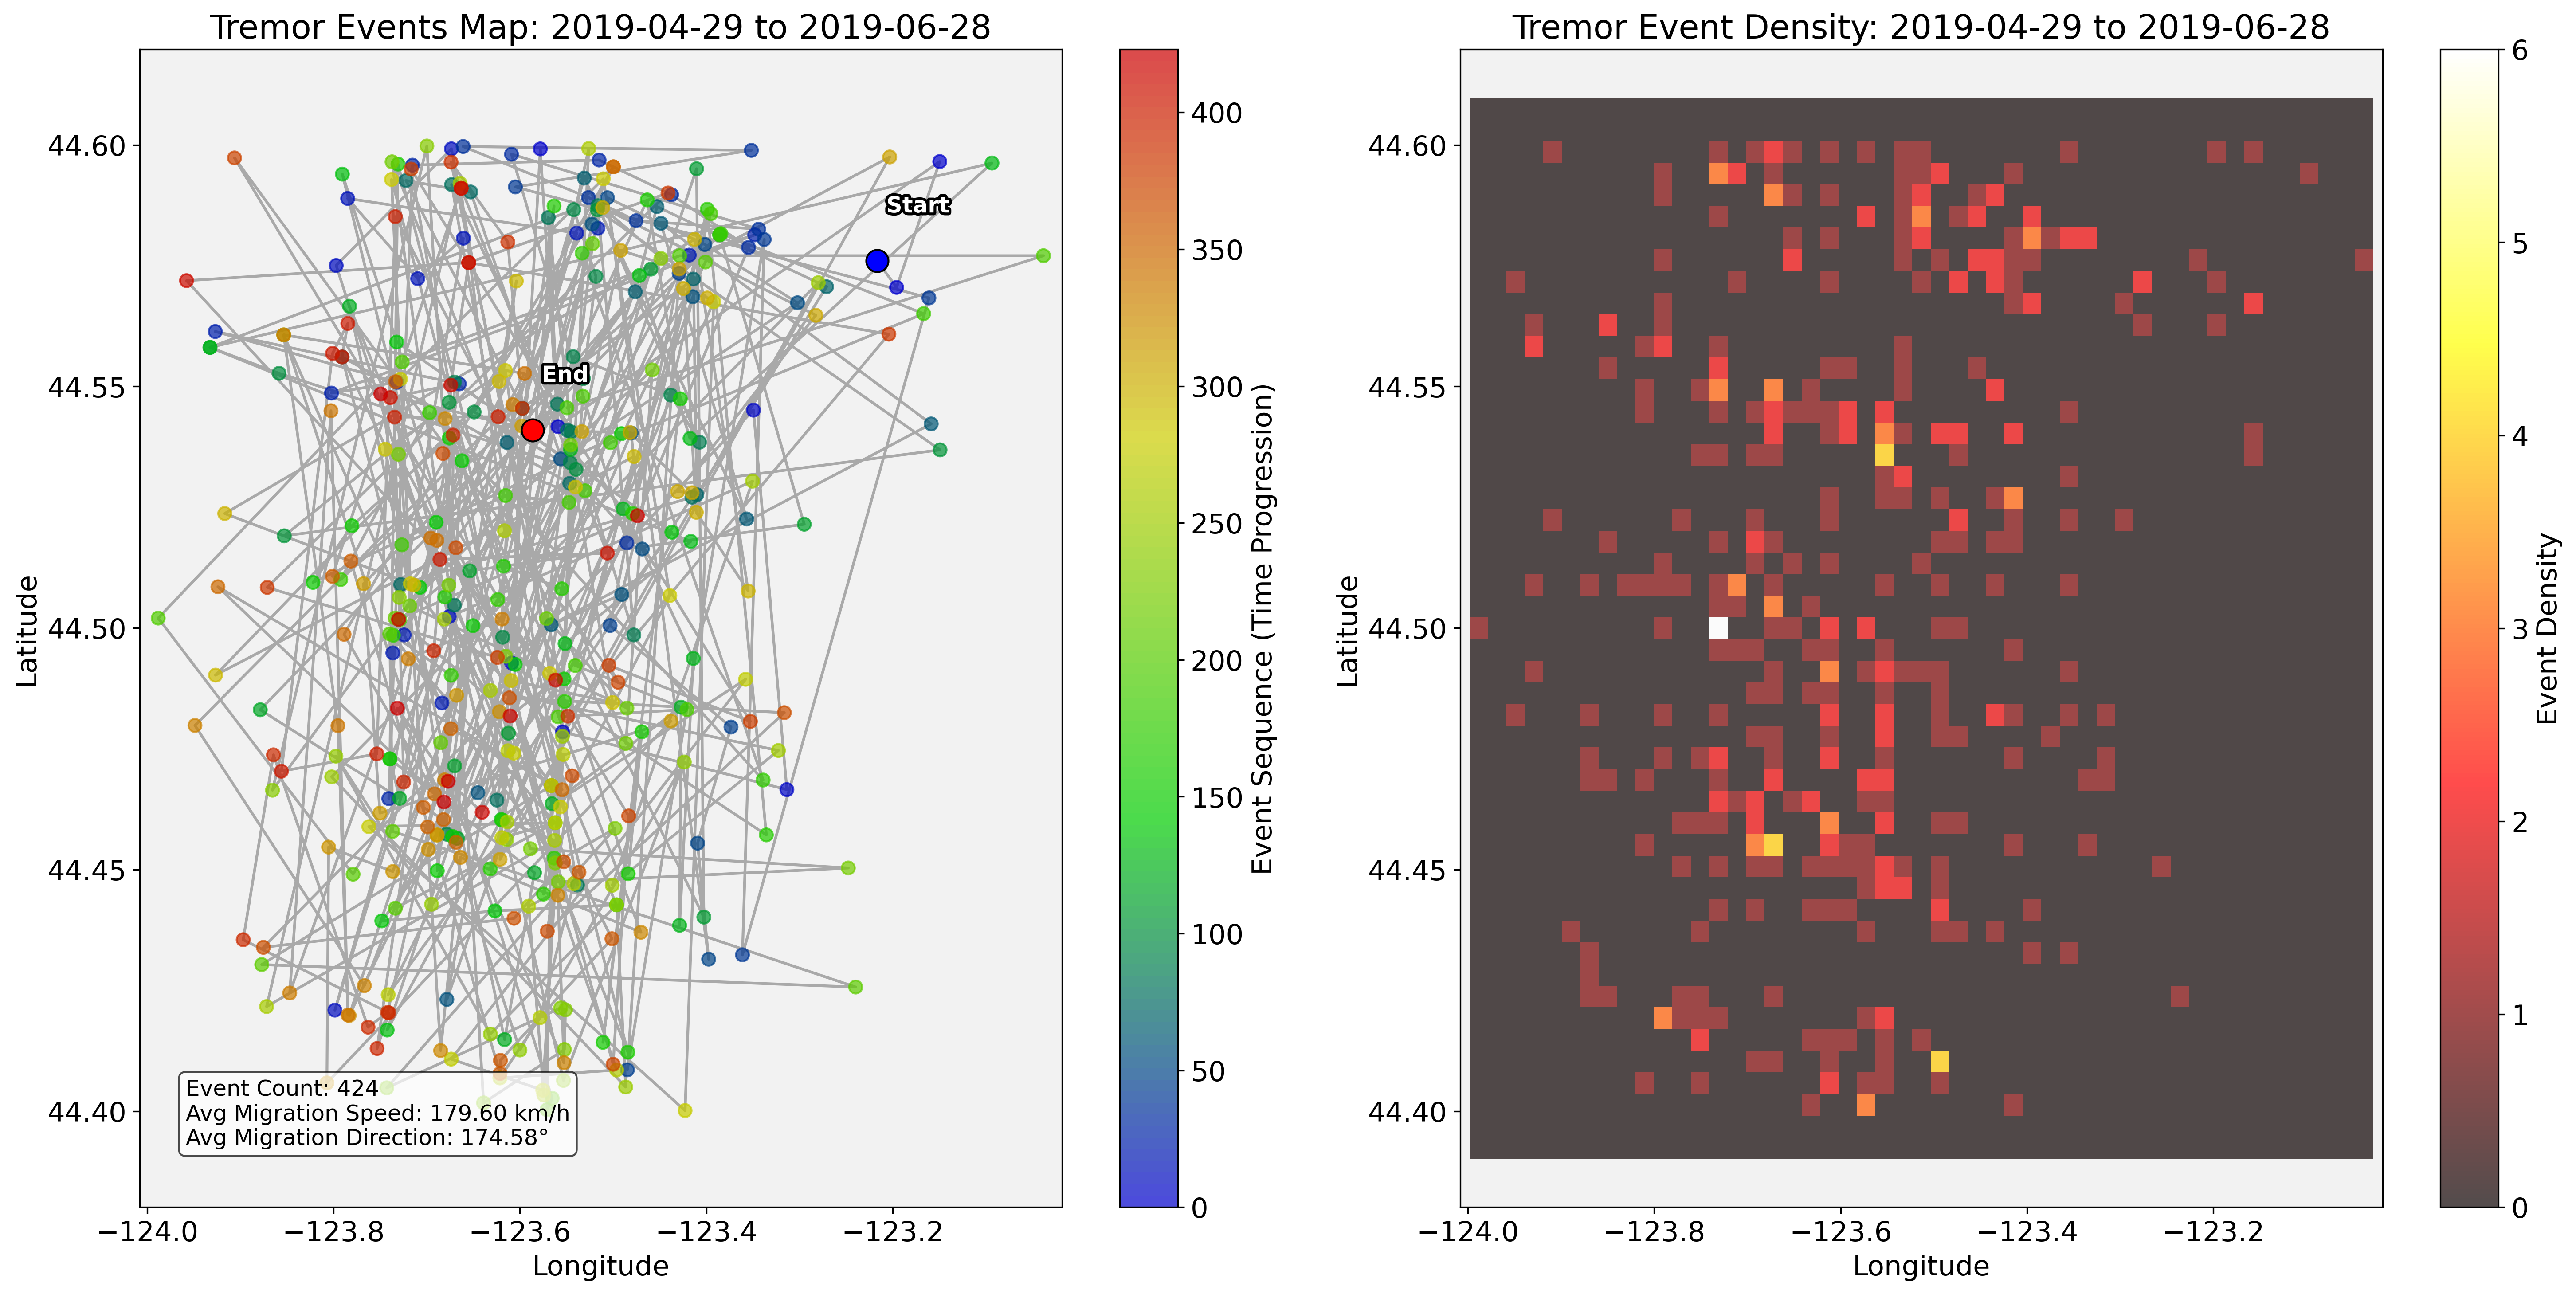 Tremor Events Map: 2019-04-29 to 2019-06-28
44.60
44.55
44.50
44.45
44.40
Latitude
−124.0
−123.8
−123.6
−123.4
−123.2
Longitude
Start
End
Event Count: 424
Avg Migration Speed: 179.60 km/h
Avg Migration Direction: 174.58°
400
350
300
250
200
150
100
50
0
Event Sequence (Time Progression)
Tremor Event Density: 2019-04-29 to 2019-06-28
44.60
44.55
44.50
44.45
44.40
Latitude
−124.0
−123.8
−123.6
−123.4
−123.2
Longitude
6
5
4
3
2
1
0
Event Density